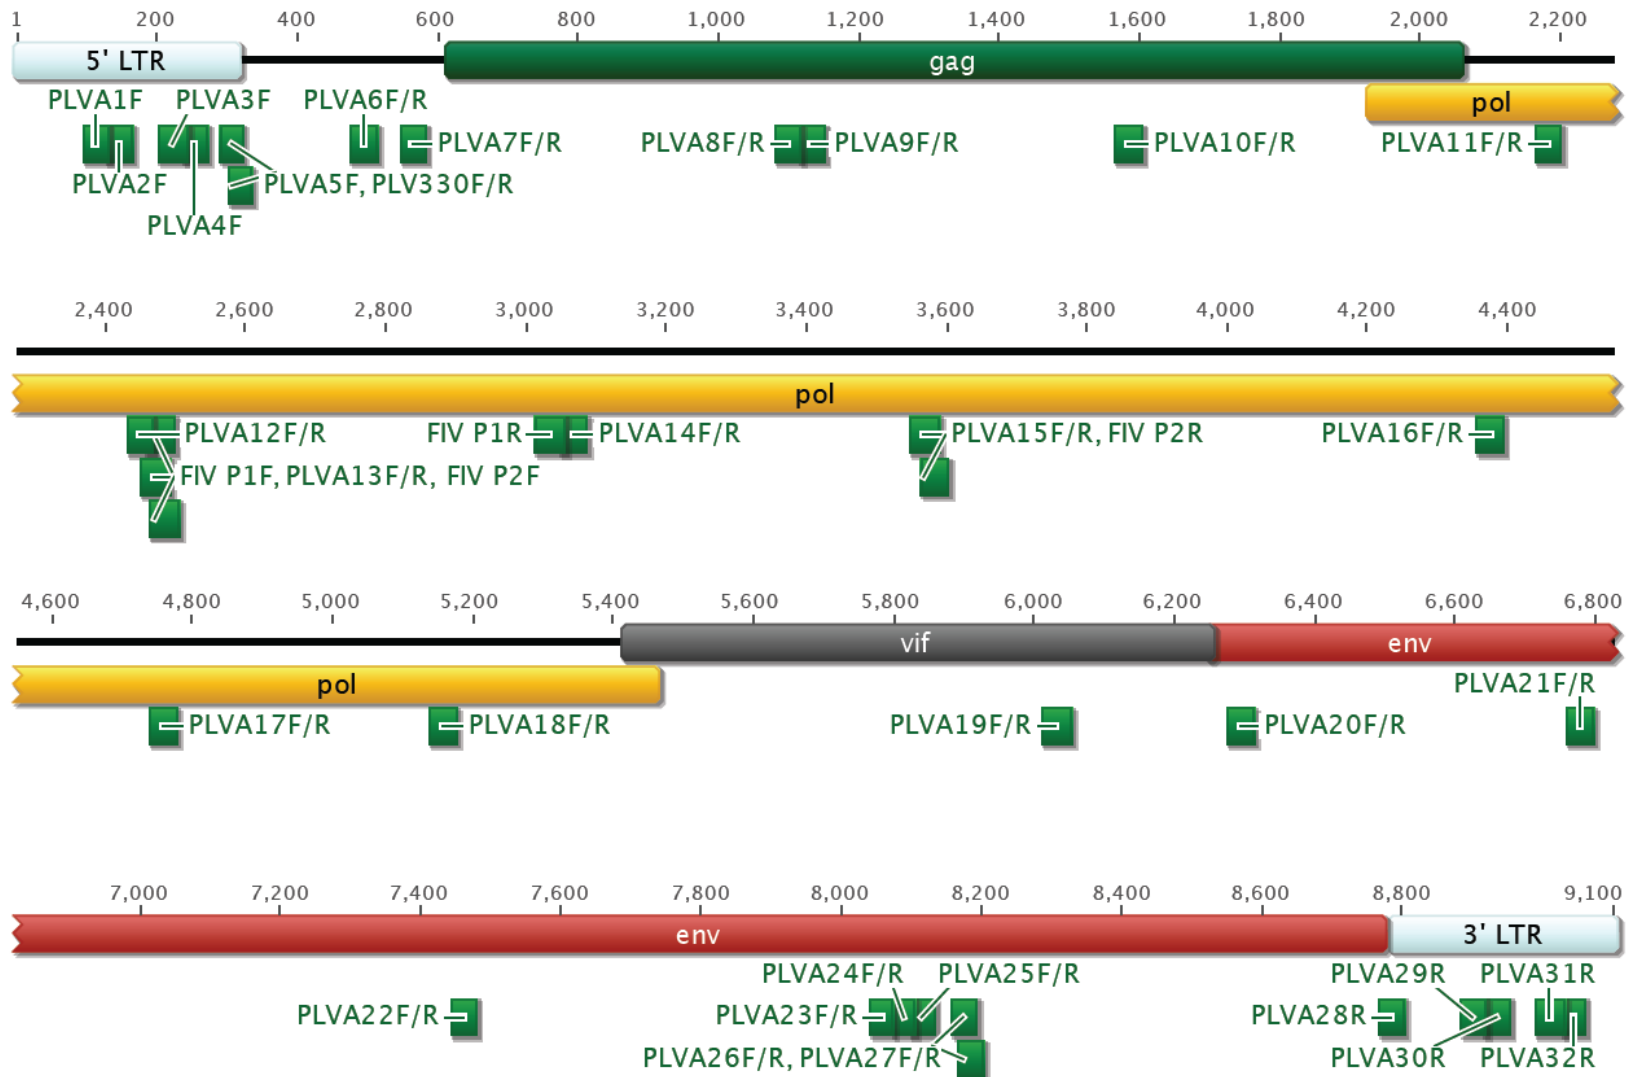 1 200 400 600 800 1,000 1,200 1,400 1,600 1,800 2,000 2,200
5' LTR gag
PLVA1F PLVA3F PLVA6F/R pol
PLVA7F/R PLVA8F/R PLVA9F/R PLVA10F/R PLVA11F/R
PLVA2F PLVA5F, PLV330F/R
PLVA4F
2,400 2,600 2,800 3,000 3,200 3,400 3,600 3,800 4,000 4,200 4,400
pol
PLVA12F/R FIV P1R PLVA14F/R PLVA15F/R, FIV P2R PLVA16F/R
FIV P1F, PLVA13F/R, FIV P2F
4,600 4,800 5,000 5,200 5,400 5,600 5,800 6,000 6,200 6,400 6,600 6,800
vif env
pol PLVA21F/R
PLVA17F/R PLVA18F/R PLVA19F/R PLVA20F/R
7,000 7,200 7,400 7,600 7,800 8,000 8,200 8,400 8,600 8,800 9,100
env 3' LTR
PLVA24F/R PLVA25F/R PLVA29R PLVA31R
PLVA22F/R PLVA23F/R PLVA28R
PLVA26F/R, PLVA27F/R PLVA30R PLVA32R